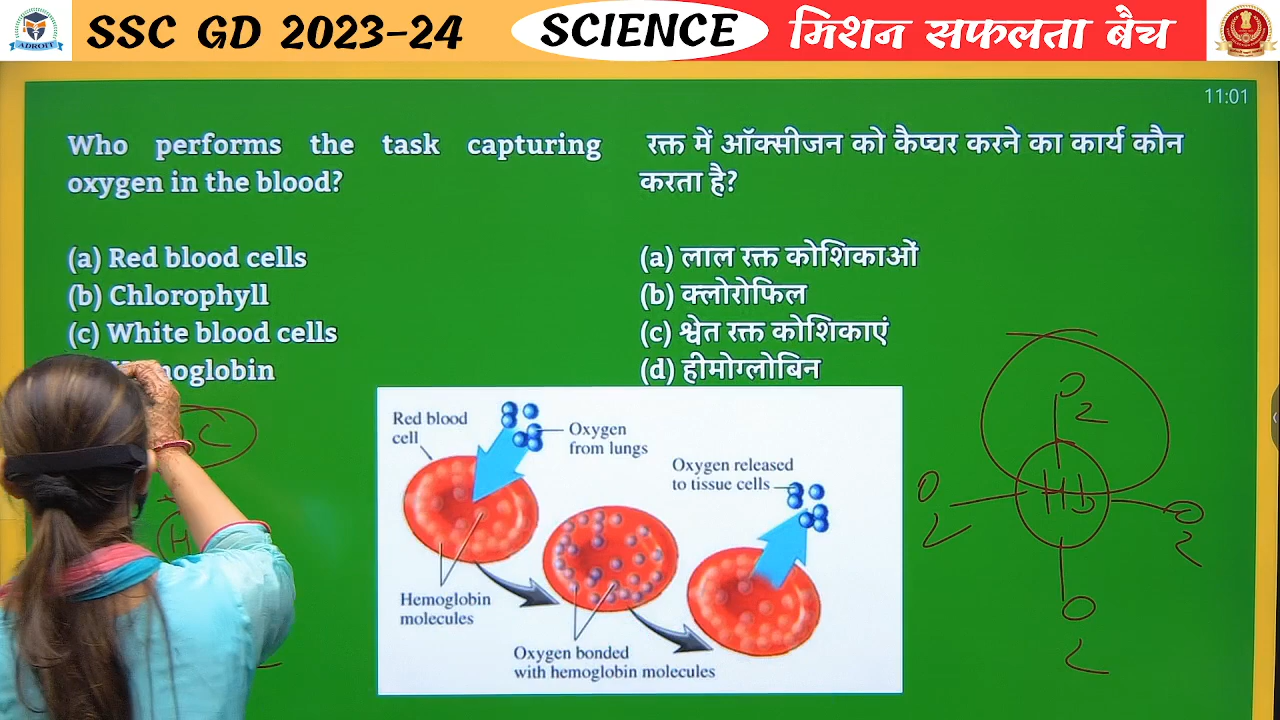 SSC GD 2023-24
SCIENCE
मिशन सफलता बैच
ADROIT
11:01
Who performs the task capturing
oxygen in the blood?
(a) Red blood cells
(b) Chlorophyll
(c) White blood cells
moglobin
रक्त में ऑक्सीजन को कैप्चर करने का कार्य कौन
करता है?
(a) लाल रक्त कोशिकाओं
(b) क्लोरोफिल
(c) श्वेत रक्त कोशिकाएं
(d) हीमोग्लोबिन
Red blood
cell
Oxygen
from lungs
Oxygen released
to tissue cells
Hemoglobin
molecules
Oxygen bonded
with hemoglobin molecules
O2
O2
Hb
O2
O2
C
H